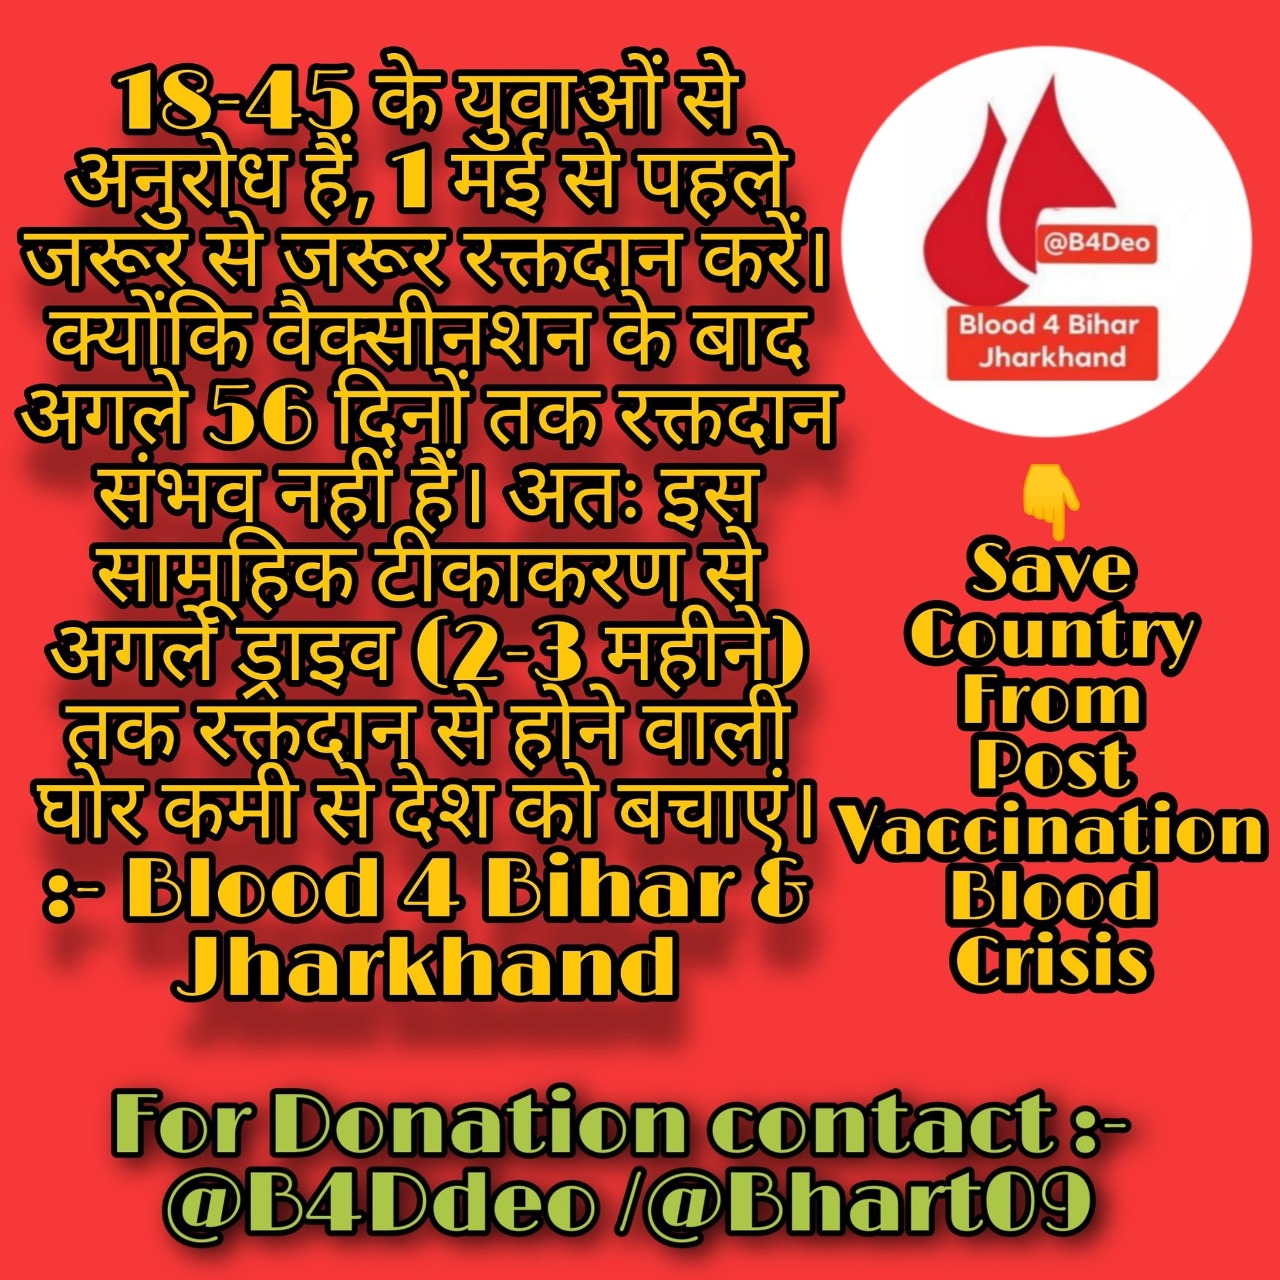 18-45 के युवाओं से
अनुरोध हैं, 1 मई से पहले
जरूर से जरूर रक्तदान करें।
क्योंकि वैक्सीनशन के बाद
अगले 56 दिनों तक रक्तदान
संभव नहीं हैं। अतः इस
सामूहिक टीकाकरण से
अगले ड्राइव (2-3 महीने)
तक रक्तदान से होने वाली
घोर कमी से देश को बचाएं।
:- Blood 4 Bihar &
Jharkhand
@B4Deo
Blood 4 Bihar
Jharkhand
Save
Country
From
Post
Vaccination
Blood
Crisis
For Donation contact :-
@B4Ddeo /@Bhart09